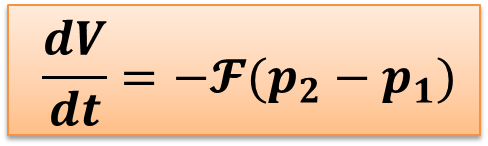 dV/dt = −ℱ(p₂ − p₁)